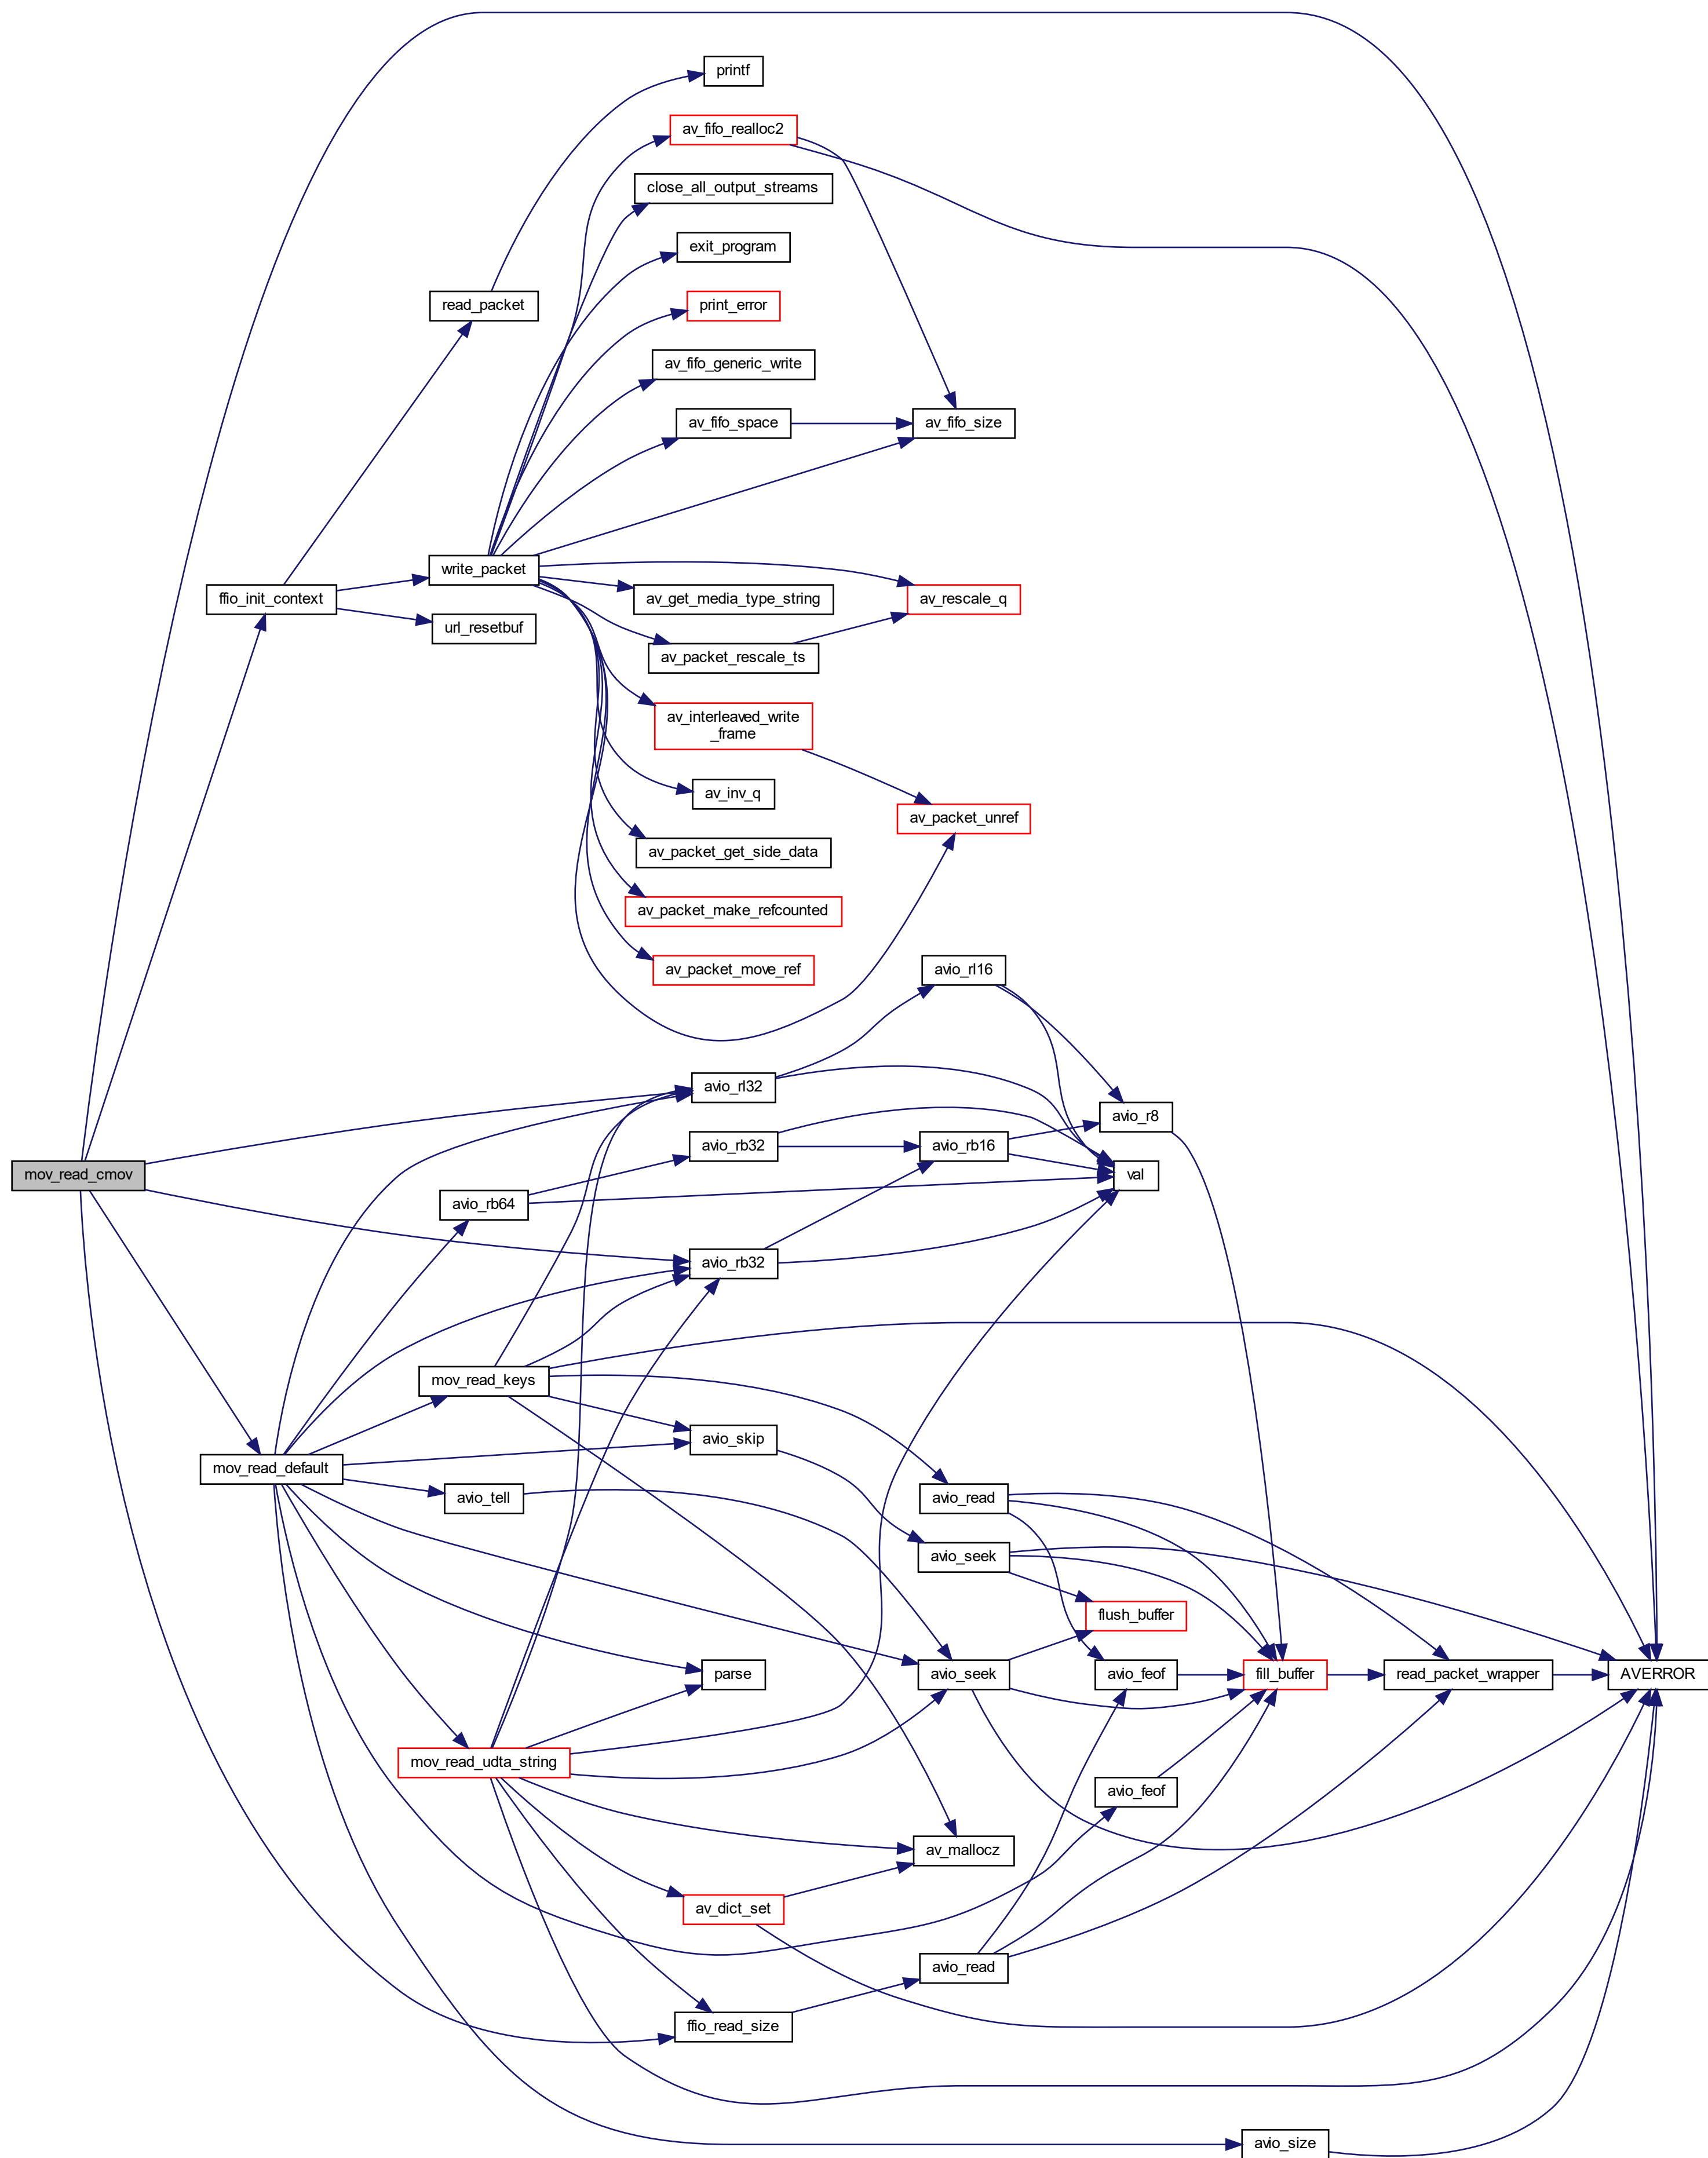 printf
av_fifo_realloc2
close_all_output_streams
exit_program
read_packet
print_error
av_fifo_generic_write
av_fifo_space
av_fifo_size
write_packet
ffio_init_context
av_get_media_type_string
av_rescale_q
url_resetbuf
av_packet_rescale_ts
av_interleaved_write
_frame
av_inv_q
av_packet_unref
av_packet_get_side_data
av_packet_make_refcounted
av_packet_move_ref
avio_rl16
avio_rl32
avio_r8
avio_rb32
avio_rb16
mov_read_cmov
val
avio_rb64
avio_rb32
mov_read_keys
avio_skip
mov_read_default
avio_tell
avio_read
avio_seek
flush_buffer
parse
avio_seek
avio_feof
fill_buffer
read_packet_wrapper
AVERROR
mov_read_udta_string
avio_feof
av_mallocz
av_dict_set
avio_read
ffio_read_size
avio_size